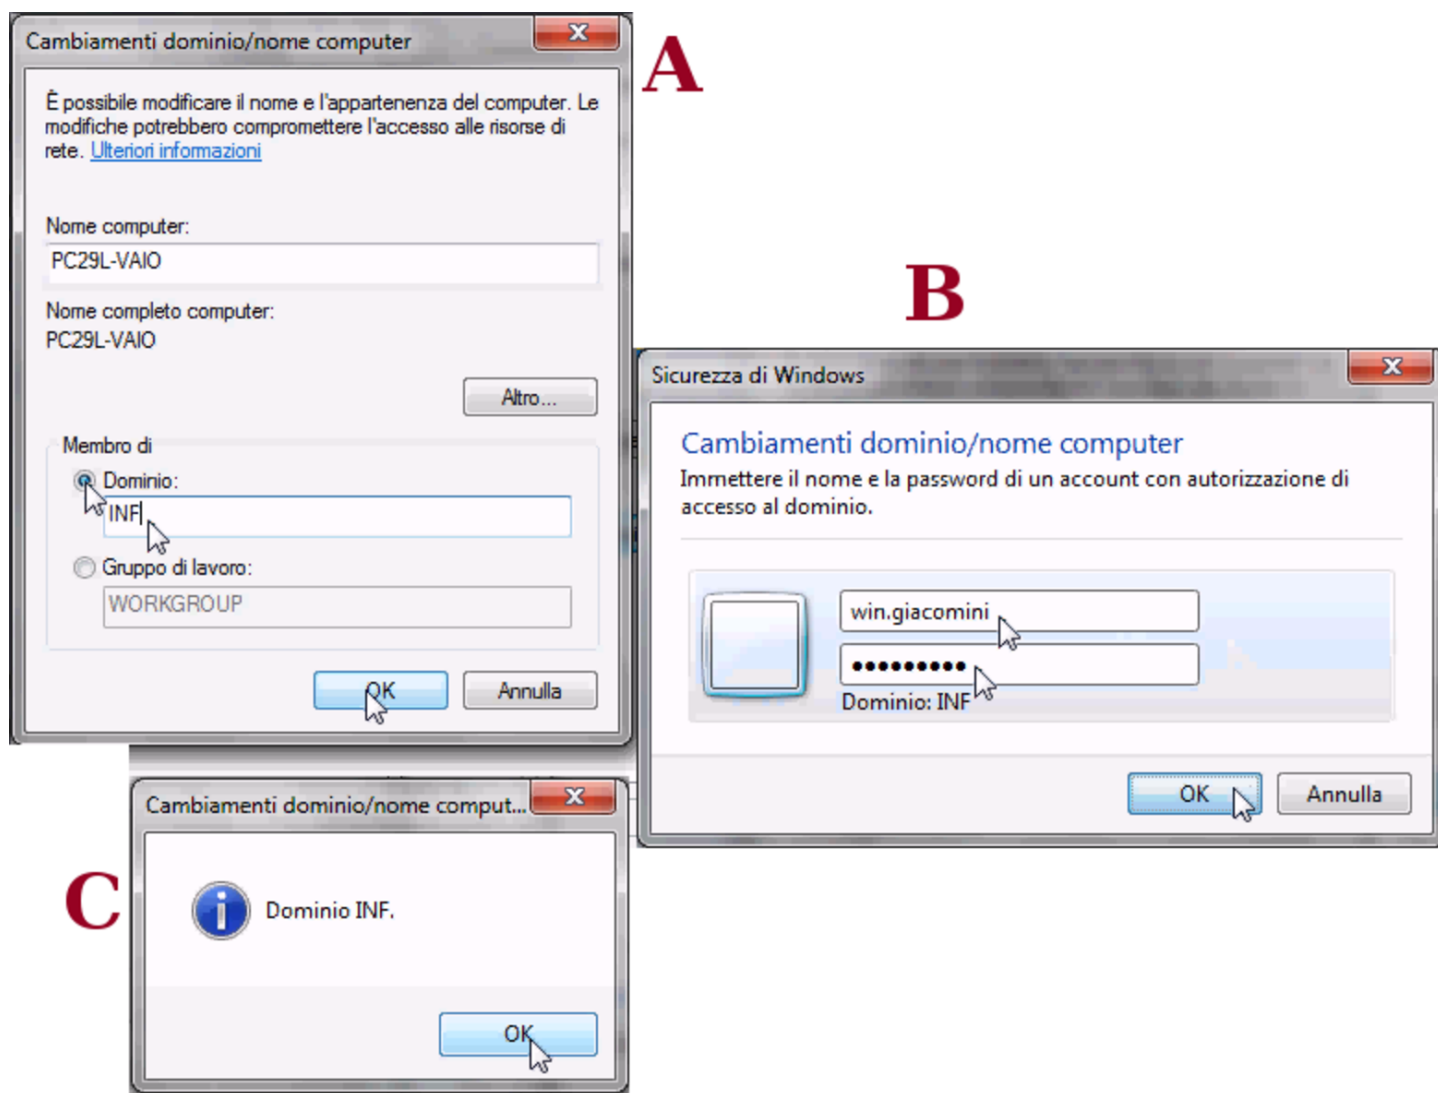 Cambiamenti dominio/nome computer
A
È possibile modificare il nome e l'appartenenza del computer. Le
modifiche potrebbero compromettere l'accesso alle risorse di
rete. Ulteriori informazioni
Nome computer:
PC29L-VAIO
Nome completo computer:
PC29L-VAIO
Altro...
Membro di
Dominio:
INF
Gruppo di lavoro:
WORKGROUP
OK
Annulla
B
Sicurezza di Windows
Cambiamenti dominio/nome computer
Immettere il nome e la password di un account con autorizzazione di
accesso al dominio.
win.giacomini
•••••••••
Dominio: INF
OK
Annulla
C
Cambiamenti dominio/nome comput...
Dominio INF.
OK